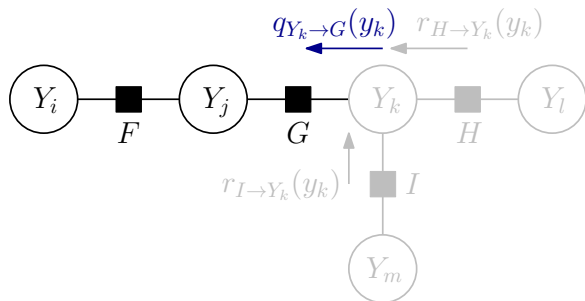 q_{Y_k→G}(y_k) r_{H→Y_k}(y_k)
Y_i Y_j Y_k Y_l
F G H
r_{I→Y_k}(y_k) I
Y_m